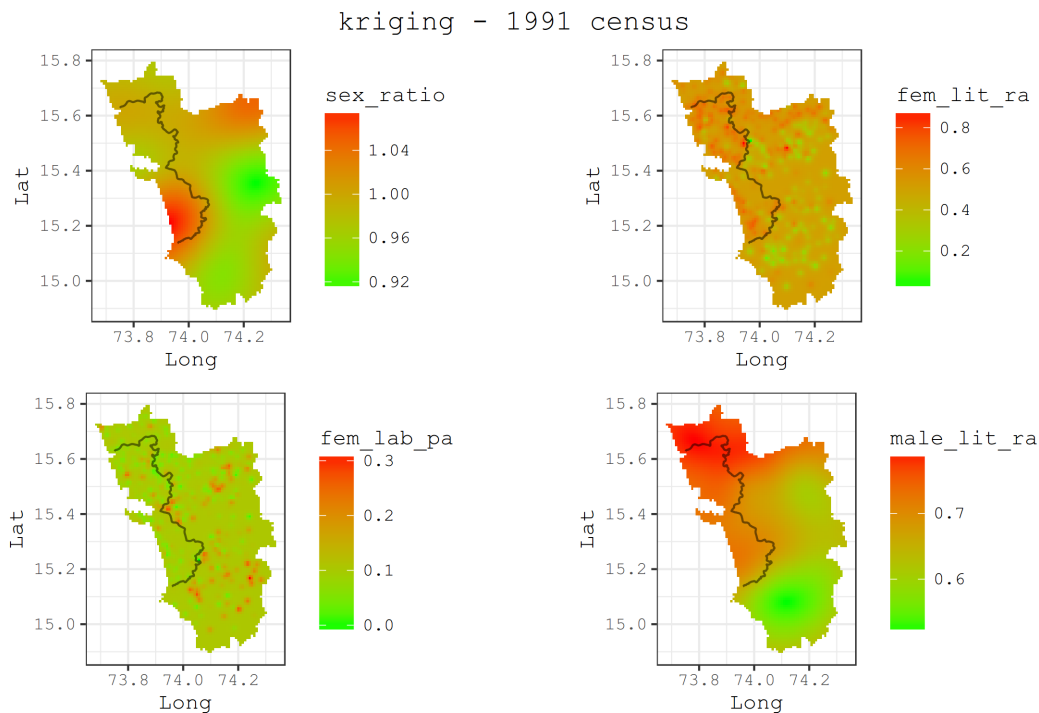 kriging - 1991 census
15.8
15.6
15.4
15.2
15.0
Lat
73.8 74.0 74.2
Long
sex_ratio
1.04
1.00
0.96
0.92
15.8
15.6
15.4
15.2
15.0
Lat
73.8 74.0 74.2
Long
fem_lit_ra
0.8
0.6
0.4
0.2
15.8
15.6
15.4
15.2
15.0
Lat
73.8 74.0 74.2
Long
fem_lab_pa
0.3
0.2
0.1
0.0
15.8
15.6
15.4
15.2
15.0
Lat
73.8 74.0 74.2
Long
male_lit_ra
0.7
0.6